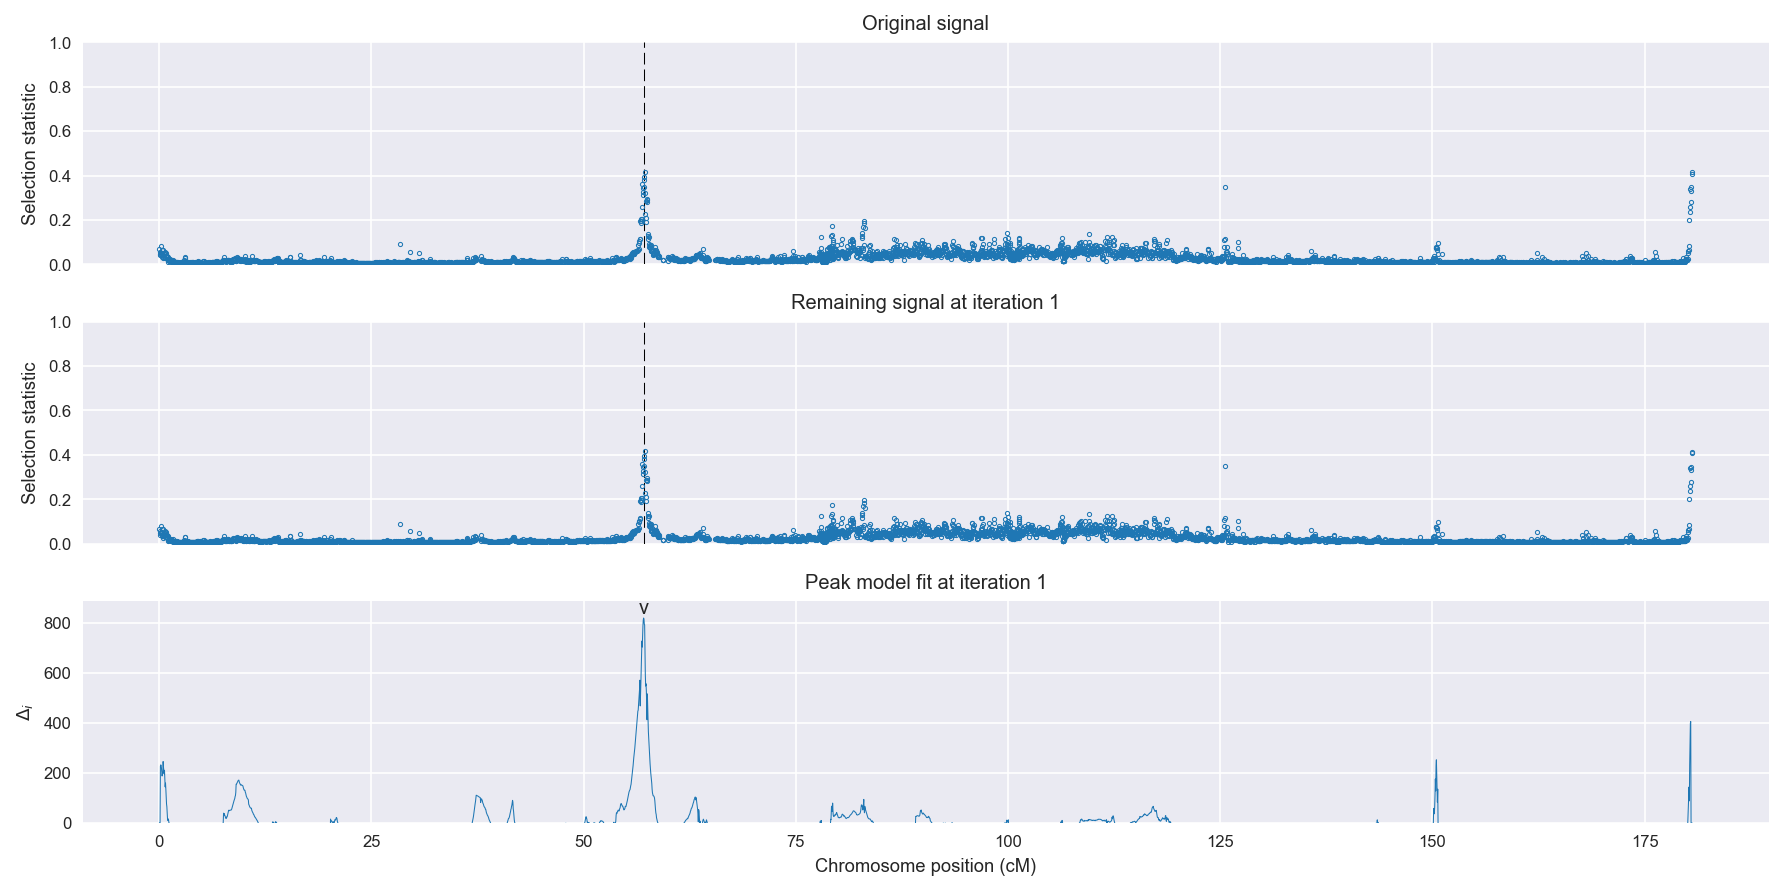 Original signal
1.0
0.8
0.6
0.4
0.2
0.0
Selection statistic
Remaining signal at iteration 1
1.0
0.8
0.6
0.4
0.2
0.0
Selection statistic
Peak model fit at iteration 1
v
800
600
400
200
0
Δi
0 25 50 75 100 125 150 175
Chromosome position (cM)